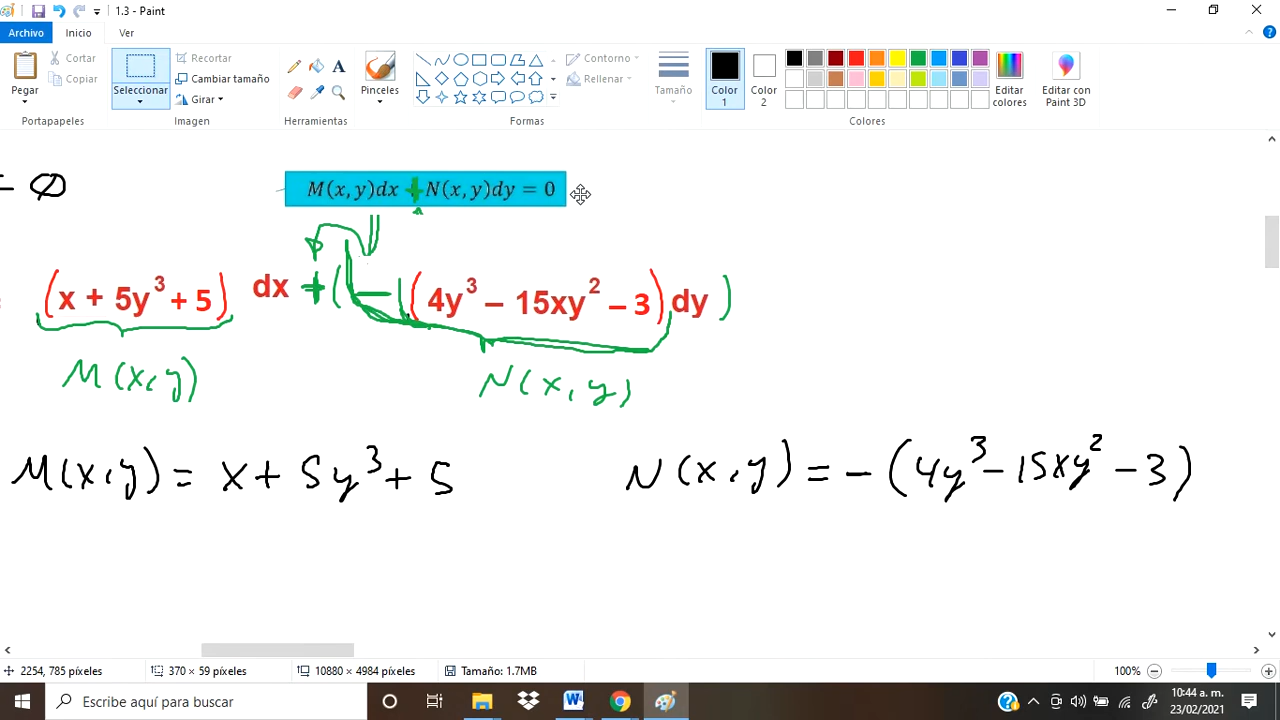 1.3 - Paint
Archivo Inicio Ver
Pegar
Cortar
Copiar
Portapapeles
Seleccionar
Recortar
Cambiar tamaño
Girar
Imagen
A
Herramientas
Pinceles
Contorno
Rellenar
Formas
Tamaño
Color 1
Color 2
Editar colores
Editar con Paint 3D
Colores
= 0
M(x, y)dx + N(x, y)dy = 0
(x + 5y³ + 5) dx + (– 1(4y³ – 15xy² – 3) dy)
M(x,y) N(x,y)
M(x,y) = x + 5y³ + 5 N(x,y) = -(4y³ - 15xy² - 3)
2254, 785 píxeles 370 × 59 píxeles 10880 × 4984 píxeles Tamaño: 1.7MB 100%
Escribe aquí para buscar
10:44 a. m.
23/02/2021